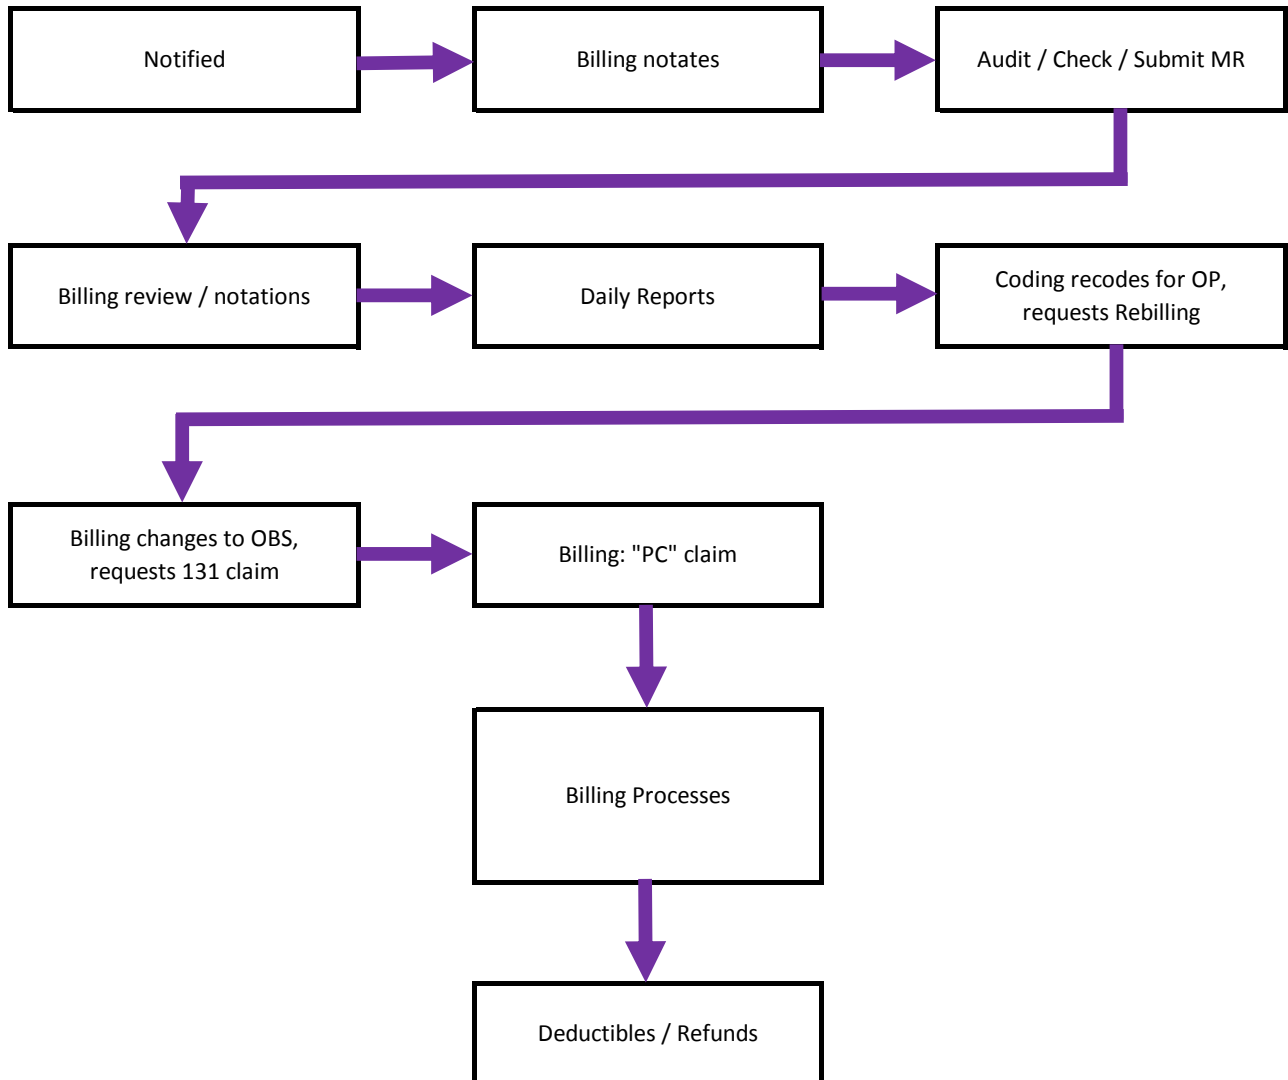 Notified
Billing notates
Audit / Check / Submit MR
Billing review / notations
Daily Reports
Coding recodes for OP,
requests Rebilling
Billing changes to OBS,
requests 131 claim
Billing: "PC" claim
Billing Processes
Deductibles / Refunds